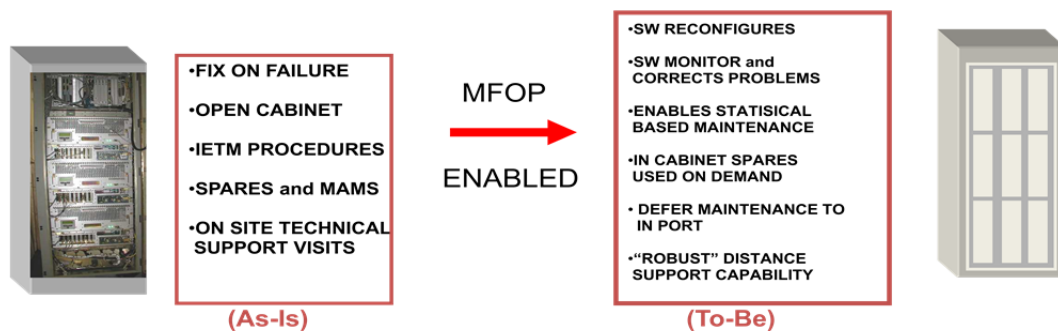 •FIX ON FAILURE
•OPEN CABINET
•IETM PROCEDURES
•SPARES and MAMS
•ON SITE TECHNICAL
SUPPORT VISITS
(As-Is)
MFOP
ENABLED
•SW RECONFIGURES
•SW MONITOR and
CORRECTS PROBLEMS
•ENABLES STATISICAL
BASED MAINTENANCE
•IN CABINET SPARES
USED ON DEMAND
• DEFER MAINTENANCE TO
IN PORT
•“ROBUST” DISTANCE
SUPPORT CAPABILITY
(To-Be)